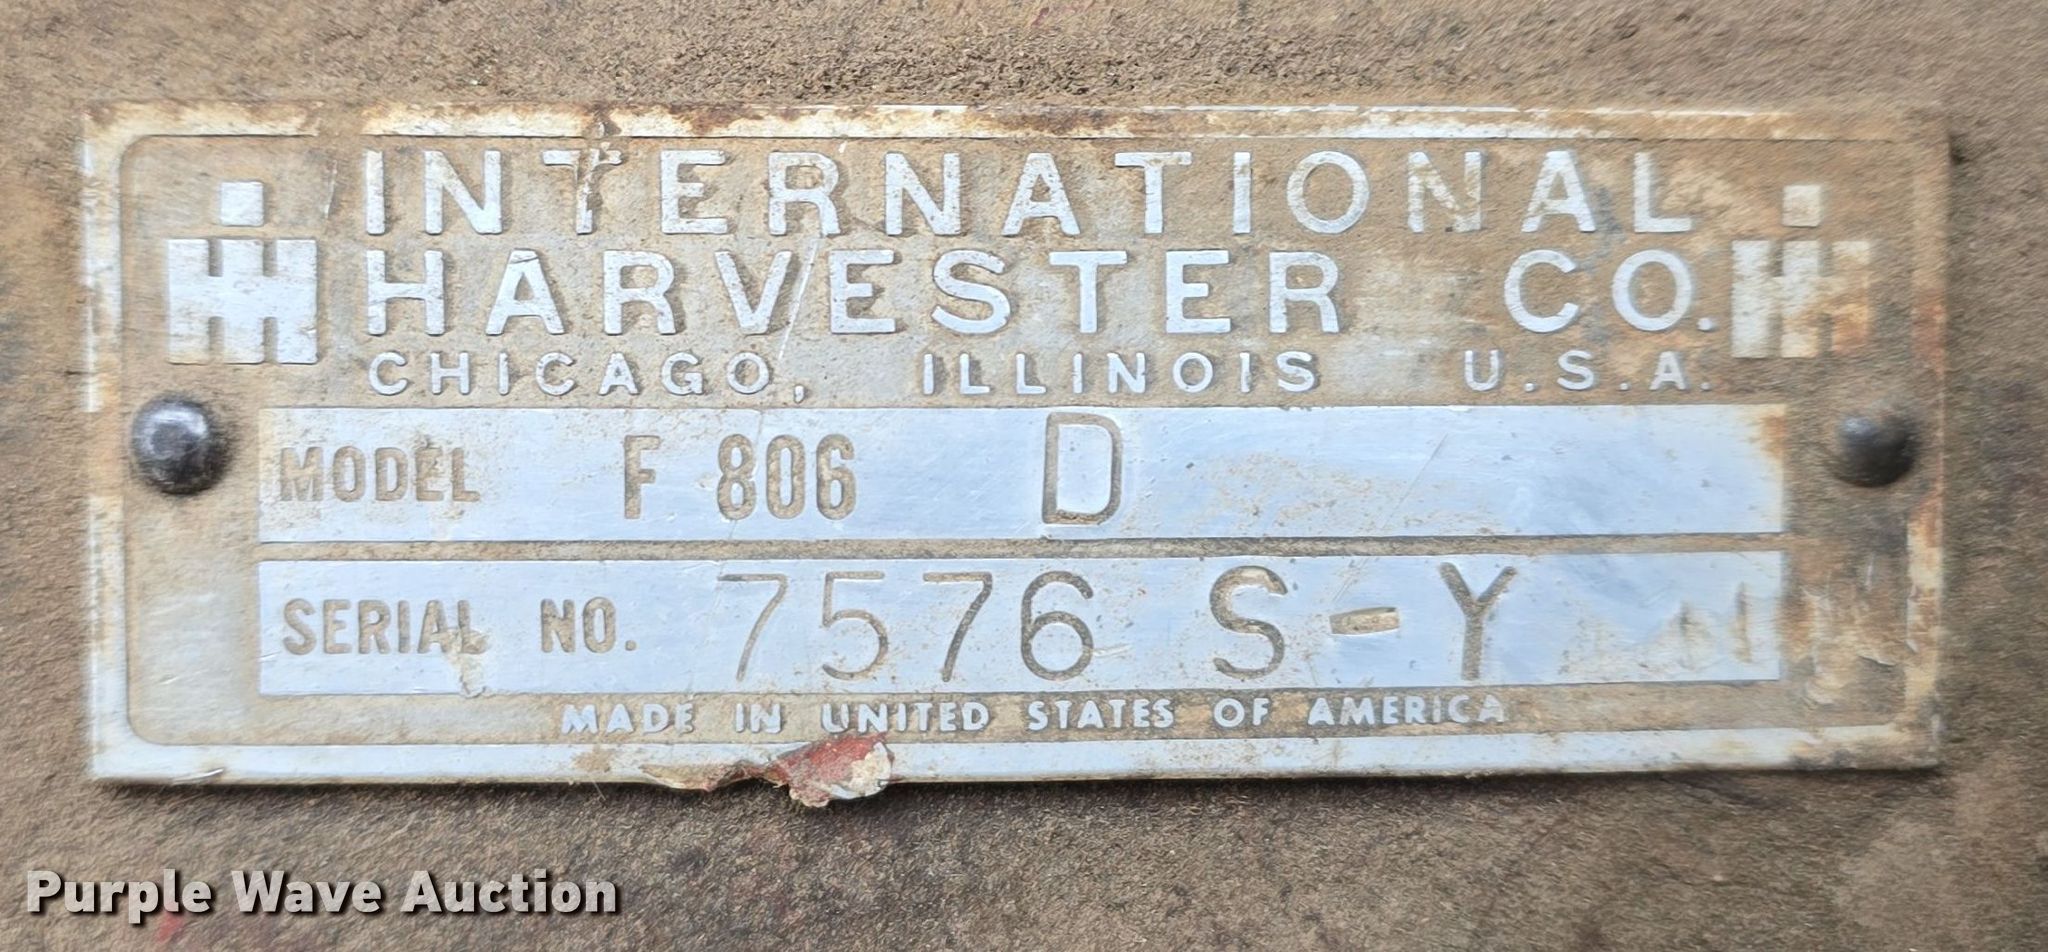 INTERNATIONAL
HARVESTER CO.
CHICAGO, ILLINOIS U.S.A.
MODEL F 806 D
SERIAL NO. 7576 S-Y
MADE IN UNITED STATES OF AMERICA
Purple Wave Auction